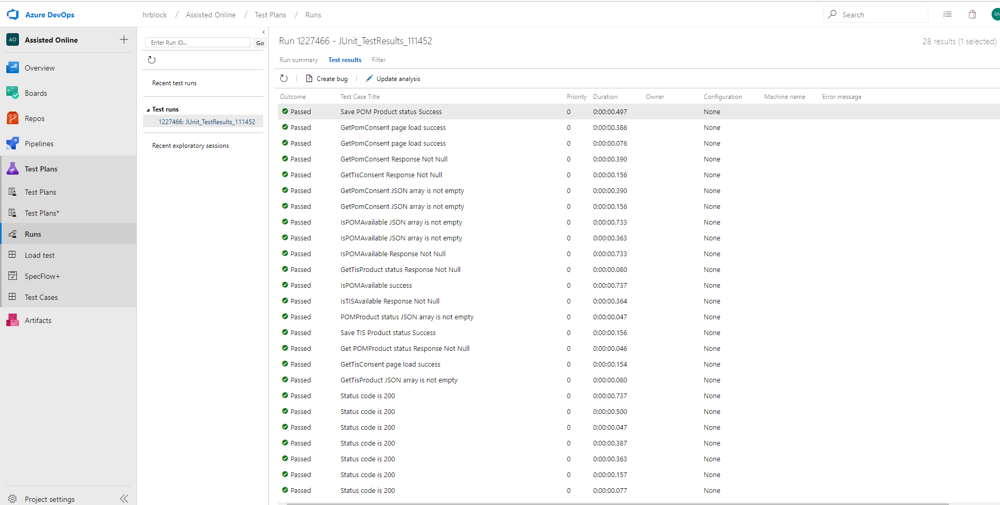 Azure DevOps
hrblock / Assisted Online / Test Plans / Runs
Search
RN
AO Assisted Online
Overview
Boards
Repos
Pipelines
Test Plans
Test Plans
Test Plans*
Runs
Load test
SpecFlow+
Test Cases
Artifacts
Project settings
Enter Run ID... Go
Recent test runs
Test runs
1227466: JUnit_TestResults_111452
Recent exploratory sessions
Run 1227466 - JUnit_TestResults_111452
28 results (1 selected)
Run summary Test results Filter
Create bug Update analysis
Outcome Test Case Title Priority Duration Owner Configuration Machine name Error message
Passed Save POM Product status Success 0 0:00:00.497 None
Passed GetPomConsent page load success 0 0:00:00.386 None
Passed GetPomConsent page load success 0 0:00:00.076 None
Passed GetPomConsent Response Not Null 0 0:00:00.390 None
Passed GetTisConsent Response Not Null 0 0:00:00.156 None
Passed GetPomConsent JSON array is not empty 0 0:00:00.390 None
Passed GetPomConsent JSON array is not empty 0 0:00:00.156 None
Passed IsPOMAvailable JSON array is not empty 0 0:00:00.733 None
Passed IsPOMAvailable JSON array is not empty 0 0:00:00.363 None
Passed IsPOMAvailable Response Not Null 0 0:00:00.733 None
Passed GetTisProduct status Response Not Null 0 0:00:00.080 None
Passed IsPOMAvailable success 0 0:00:00.737 None
Passed IsTISAvailable Response Not Null 0 0:00:00.364 None
Passed POMProduct status JSON array is not empty 0 0:00:00.047 None
Passed Save TIS Product status Success 0 0:00:00.156 None
Passed Get POMProduct status Response Not Null 0 0:00:00.046 None
Passed GetTisConsent page load success 0 0:00:00.154 None
Passed GetTisProduct JSON array is not empty 0 0:00:00.080 None
Passed Status code is 200 0 0:00:00.737 None
Passed Status code is 200 0 0:00:00.500 None
Passed Status code is 200 0 0:00:00.047 None
Passed Status code is 200 0 0:00:00.387 None
Passed Status code is 200 0 0:00:00.363 None
Passed Status code is 200 0 0:00:00.157 None
Passed Status code is 200 0 0:00:00.077 None